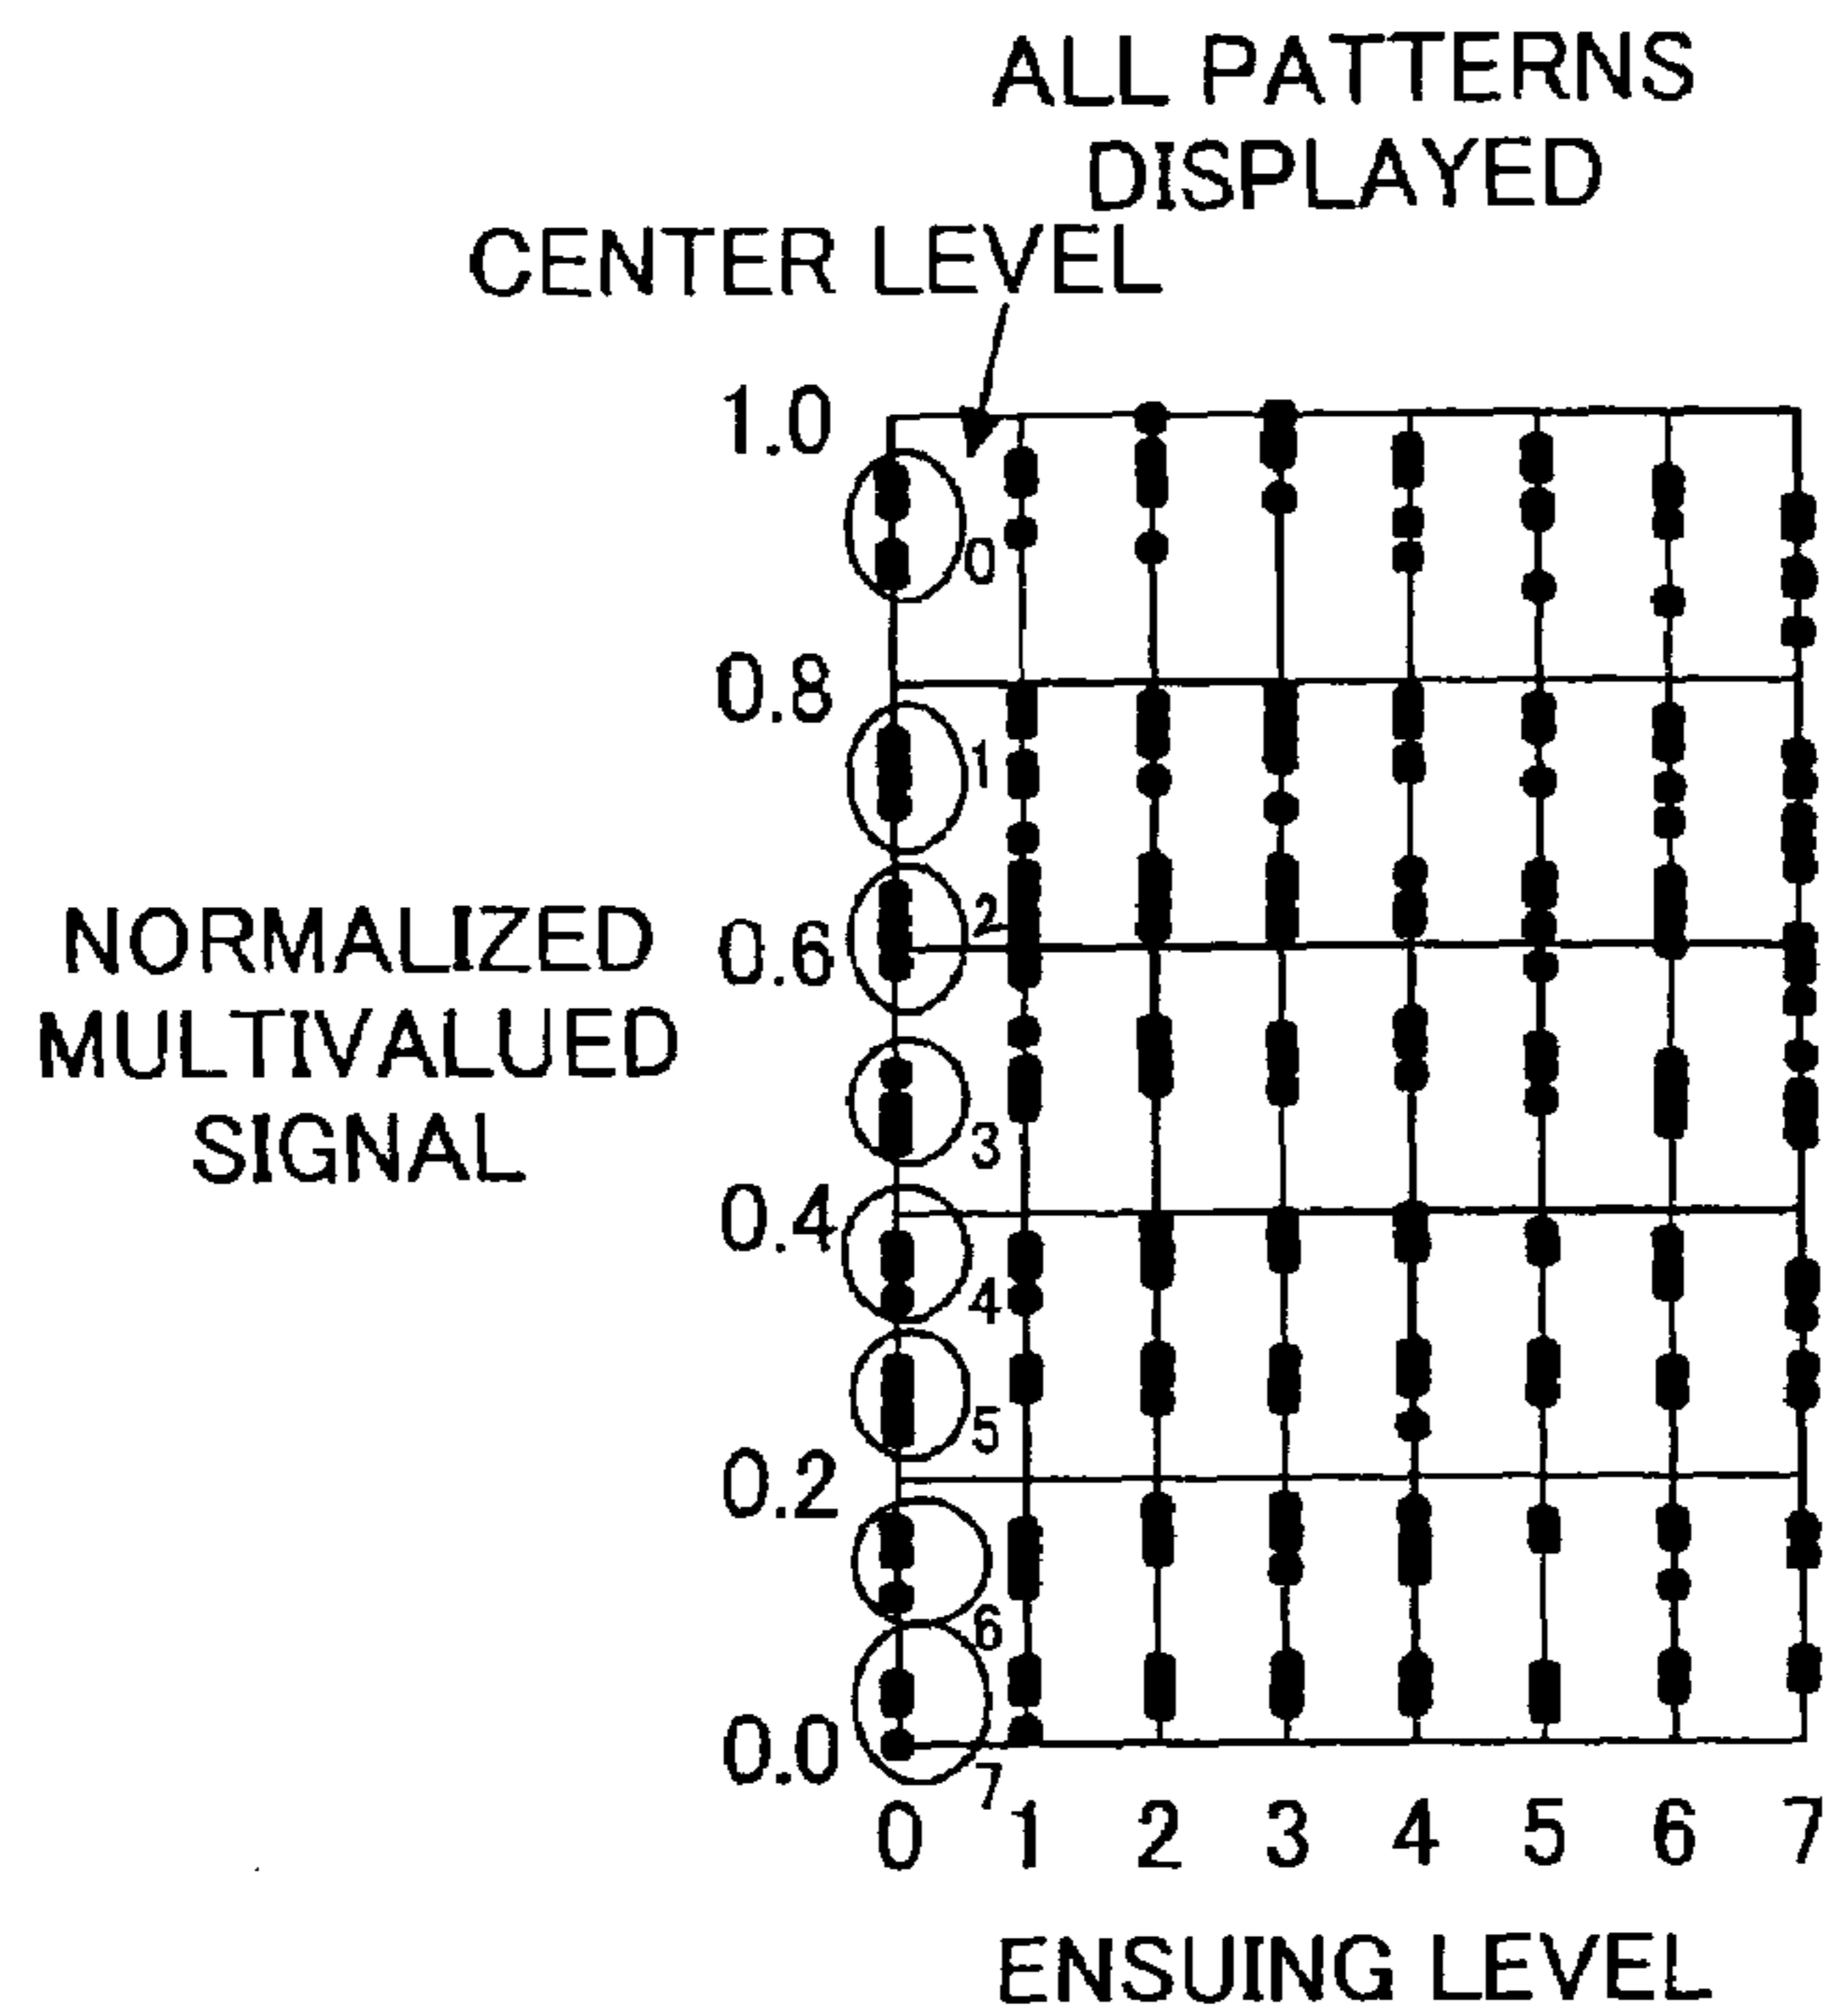 ALL PATTERNS
DISPLAYED
CENTER LEVEL
1.0
0
0.8
1
NORMALIZED
MULTIVALUED
SIGNAL
2
0.6
3
0.4
4
5
0.2
6
0.0
7
0 1 2 3 4 5 6 7
ENSUING LEVEL